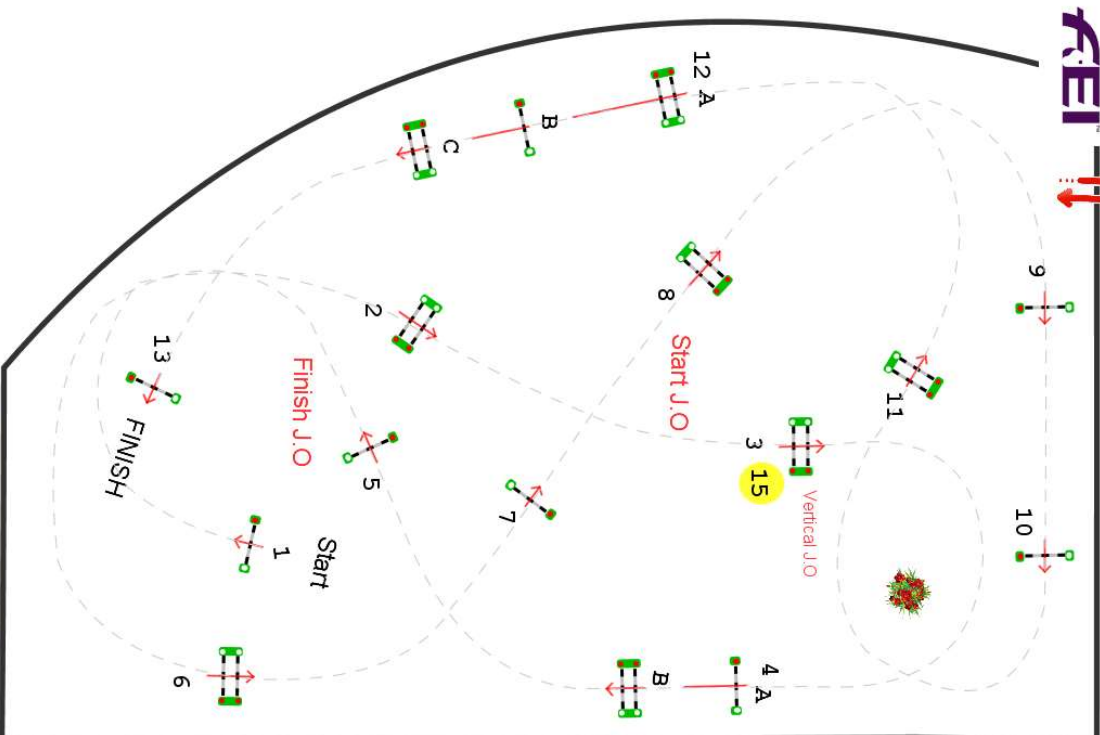 FEI
12 A
B
C
9
8
2
13
Start J.O
Finish J.O
11
3
15
Vertical J.O
10
FINISH
5
7
1
Start
4 A
B
6